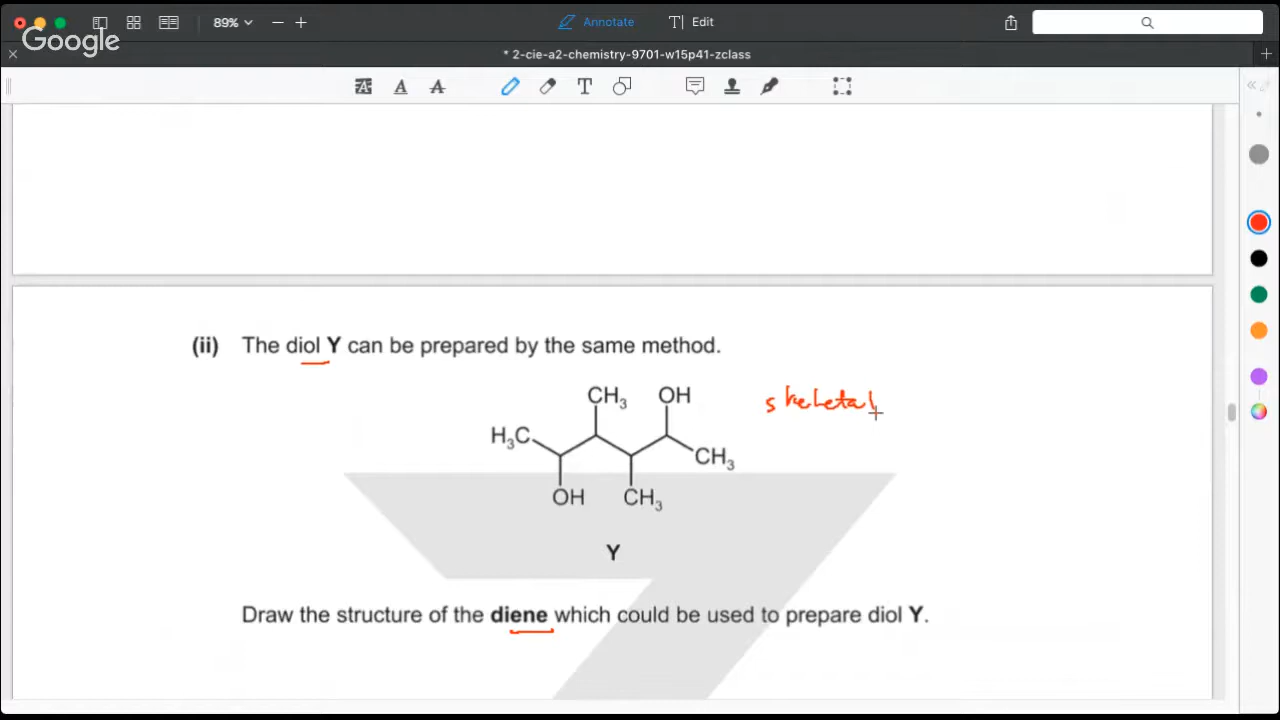 89%
Annotate
Edit
Google
* 2-cie-a2-chemistry-9701-w15p41-zclass
(ii) The diol Y can be prepared by the same method.
CH3 OH
skeletal
H3C
CH3
OH CH3
Y
Draw the structure of the diene which could be used to prepare diol Y.